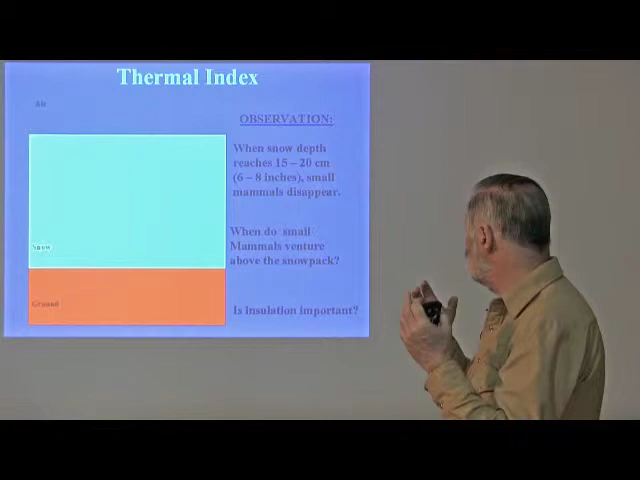 Thermal Index
Air
OBSERVATION:
When snow depth
reaches 15 – 20 cm
(6 – 8 inches), small
mammals disappear.
When do small
Mammals venture
above the snowpack?
Snow
Ground
Is insulation important?